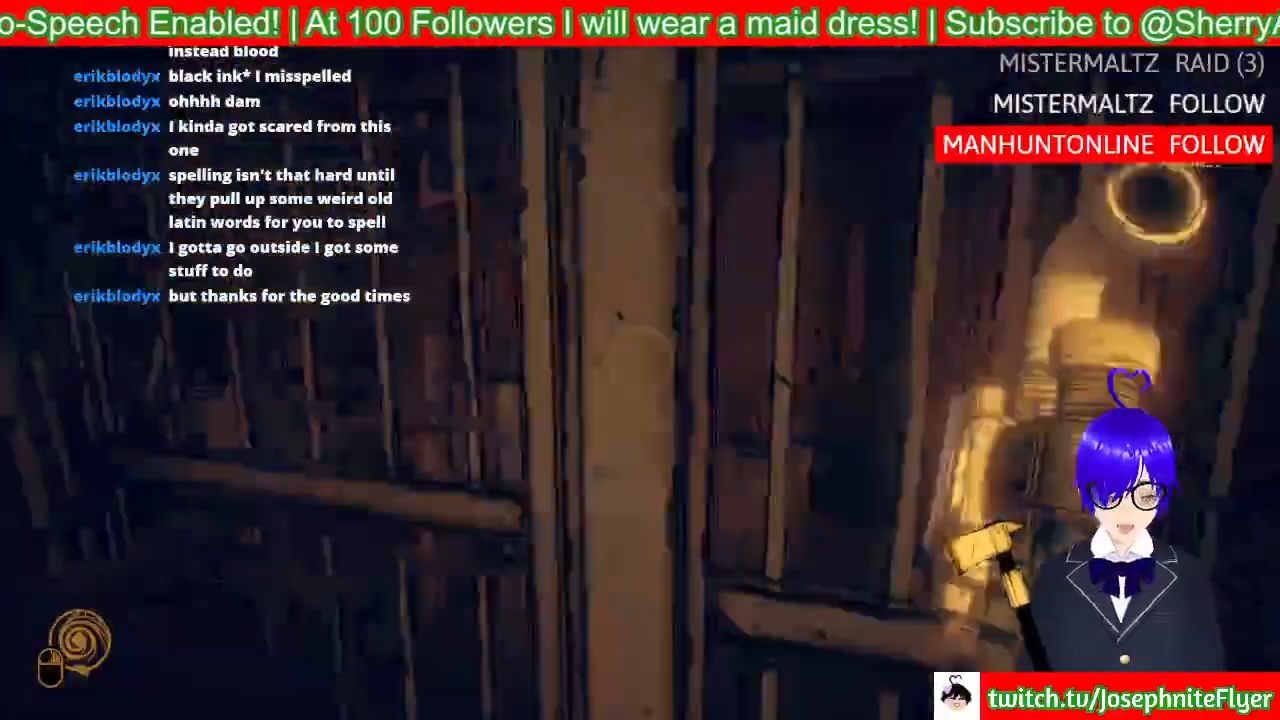 o-Speech Enabled! | At 100 Followers I will wear a maid dress! | Subscribe to @Sherry
instead blood
erikblodyx black ink* I misspelled
erikblodyx ohhhh dam
erikblodyx I kinda got scared from this
one
erikblodyx spelling isn't that hard until
they pull up some weird old
latin words for you to spell
erikblodyx I gotta go outside I got some
stuff to do
erikblodyx but thanks for the good times
MISTERMALTZ RAID (3)
MISTERMALTZ FOLLOW
MANHUNTONLINE FOLLOW
twitch.tv/JosephniteFlyer